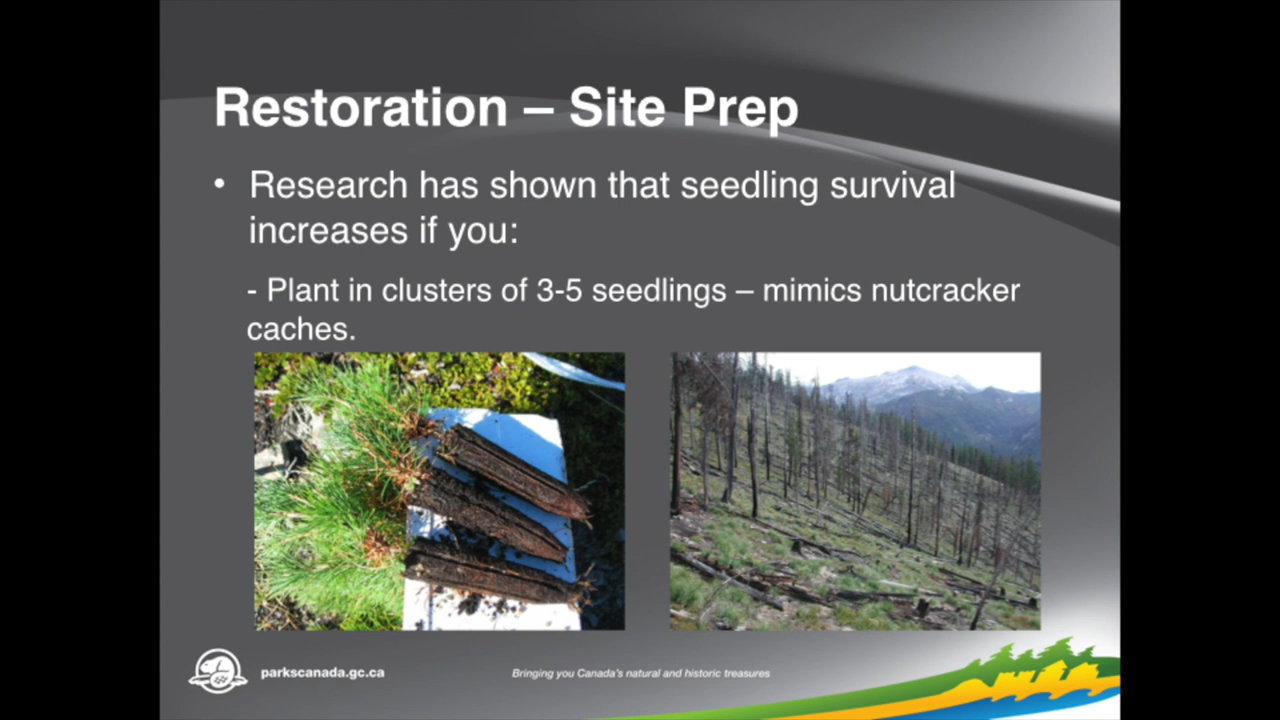 Restoration – Site Prep
• Research has shown that seedling survival
increases if you:
- Plant in clusters of 3-5 seedlings – mimics nutcracker
caches.
parkscanada.gc.ca
Bringing you Canada's natural and historic treasures